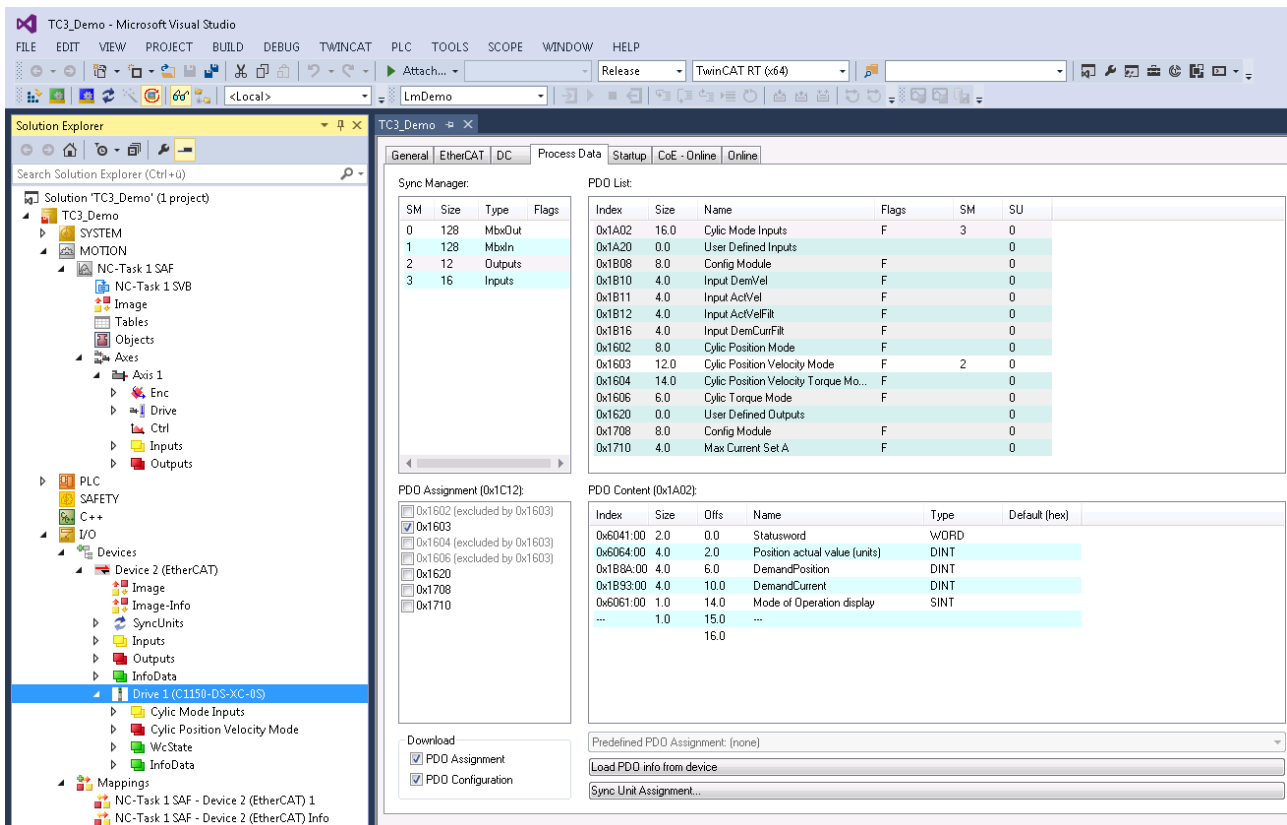 TC3_Demo - Microsoft Visual Studio
FILE EDIT VIEW PROJECT BUILD DEBUG TWINCAT PLC TOOLS SCOPE WINDOW HELP
Attach... Release TwinCAT RT (x64)
<Local> LmDemo
Solution Explorer
Search Solution Explorer (Ctrl+ü)
Solution 'TC3_Demo' (1 project)
TC3_Demo
SYSTEM
MOTION
NC-Task 1 SAF
NC-Task 1 SVB
Image
Tables
Objects
Axes
Axis 1
Enc
Drive
Ctrl
Inputs
Outputs
PLC
SAFETY
C++
I/O
Devices
Device 2 (EtherCAT)
Image
Image-Info
SyncUnits
Inputs
Outputs
InfoData
Drive 1 (C1150-DS-XC-0S)
Cylic Mode Inputs
Cylic Position Velocity Mode
WcState
InfoData
Mappings
NC-Task 1 SAF - Device 2 (EtherCAT) 1
NC-Task 1 SAF - Device 2 (EtherCAT) Info
TC3_Demo
General EtherCAT DC Process Data Startup CoE - Online Online
Sync Manager:
SM Size Type Flags
0 128 MbxOut
1 128 MbxIn
2 12 Outputs
3 16 Inputs
PDO List:
Index Size Name Flags SM SU
0x1A02 16.0 Cylic Mode Inputs F 3 0
0x1A20 0.0 User Defined Inputs 0
0x1B08 8.0 Config Module F 0
0x1B10 4.0 Input DemVel F 0
0x1B11 4.0 Input ActVel F 0
0x1B12 4.0 Input ActVelFilt F 0
0x1B16 4.0 Input DemCurrFilt F 0
0x1602 8.0 Cylic Position Mode F 0
0x1603 12.0 Cylic Position Velocity Mode F 2 0
0x1604 14.0 Cylic Position Velocity Torque Mo... F 0
0x1606 6.0 Cylic Torque Mode F 0
0x1620 0.0 User Defined Outputs 0
0x1708 8.0 Config Module F 0
0x1710 4.0 Max Current Set A F 0
PDO Assignment (0x1C12):
0x1602 (excluded by 0x1603)
0x1603
0x1604 (excluded by 0x1603)
0x1606 (excluded by 0x1603)
0x1620
0x1708
0x1710
PDO Content (0x1A02):
Index Size Offs Name Type Default (hex)
0x6041:00 2.0 0.0 Statusword WORD
0x6064:00 4.0 2.0 Position actual value (units) DINT
0x1B8A:00 4.0 6.0 DemandPosition DINT
0x1B93:00 4.0 10.0 DemandCurrent DINT
0x6061:00 1.0 14.0 Mode of Operation display SINT
--- 1.0 15.0 ---
16.0
Download
PDO Assignment
PDO Configuration
Predefined PDO Assignment: (none)
Load PDO info from device
Sync Unit Assignment...